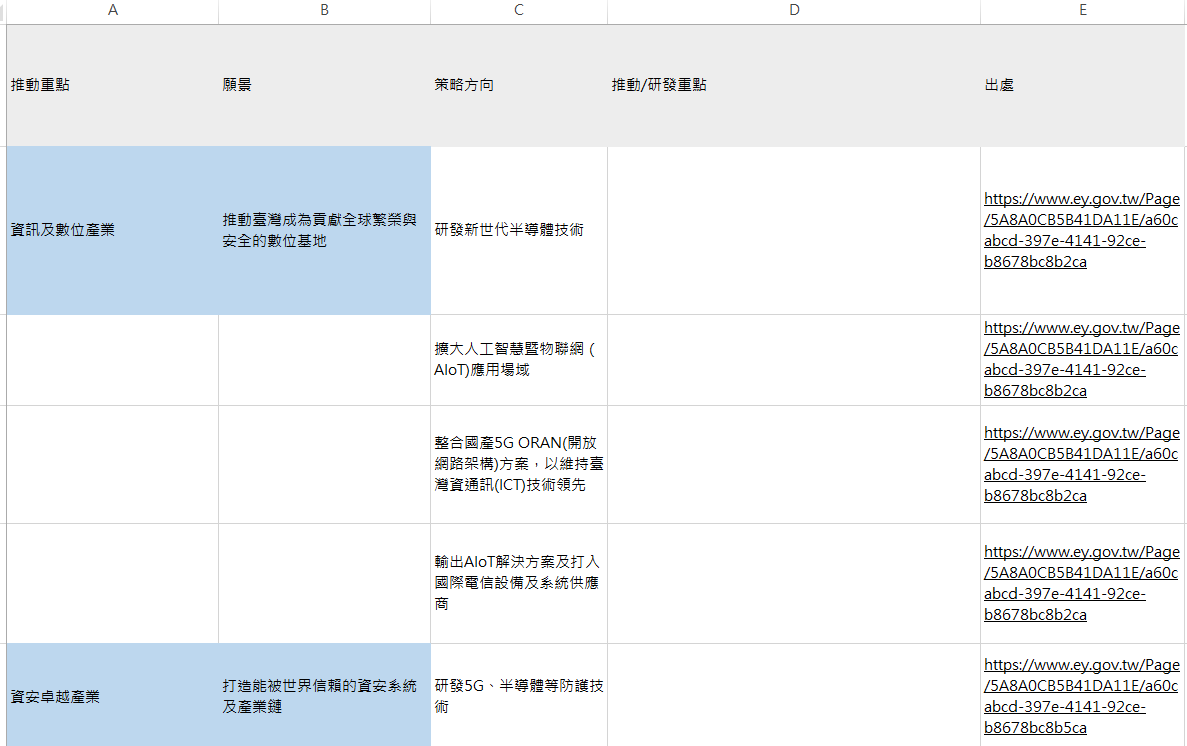 A B C D E
推動重點 願景 策略方向 推動/研發重點 出處
資訊及數位產業
推動臺灣成為貢獻全球繁榮與
安全的數位基地
研發新世代半導體技術
https://www.ey.gov.tw/Page
/5A8A0CB5B41DA11E/a60c
abcd-397e-4141-92ce-
b8678bc8b2ca
擴大人工智慧暨物聯網 (
AIoT)應用場域
https://www.ey.gov.tw/Page
/5A8A0CB5B41DA11E/a60c
abcd-397e-4141-92ce-
b8678bc8b2ca
整合國產5G ORAN(開放
網路架構)方案，以維持臺
灣資通訊(ICT)技術領先
https://www.ey.gov.tw/Page
/5A8A0CB5B41DA11E/a60c
abcd-397e-4141-92ce-
b8678bc8b2ca
輸出AIoT解決方案及打入
國際電信設備及系統供應
商
https://www.ey.gov.tw/Page
/5A8A0CB5B41DA11E/a60c
abcd-397e-4141-92ce-
b8678bc8b2ca
資安卓越產業
打造能被世界信賴的資安系統
及產業鏈
研發5G、半導體等防護技
術
https://www.ey.gov.tw/Page
/5A8A0CB5B41DA11E/a60c
abcd-397e-4141-92ce-
b8678bc8b5ca